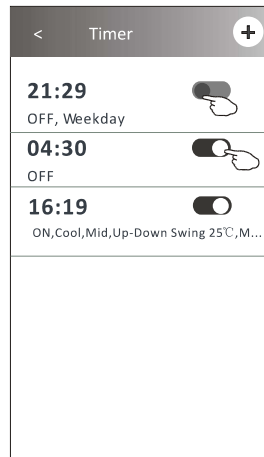 < Timer +
21:29
OFF, Weekday
04:30
OFF
16:19
ON,Cool,Mid,Up-Down Swing 25℃,M...